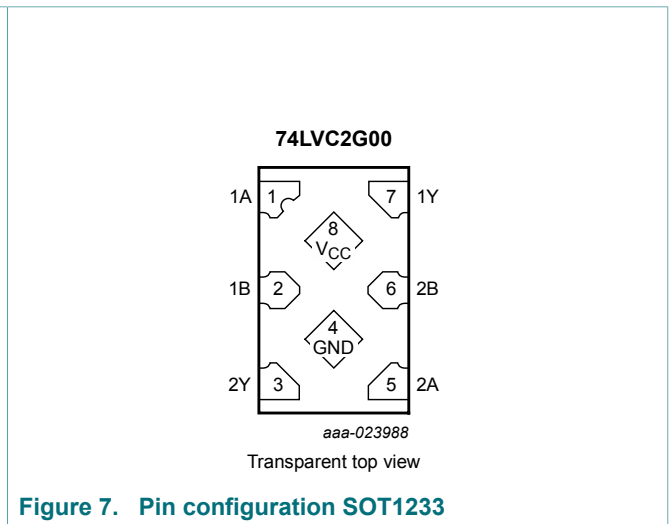 74LVC2G00
1A 1 7 1Y
8
VCC
1B 2 6 2B
4
GND
2Y 3 5 2A
aaa-023988
Transparent top view
Figure 7. Pin configuration SOT1233